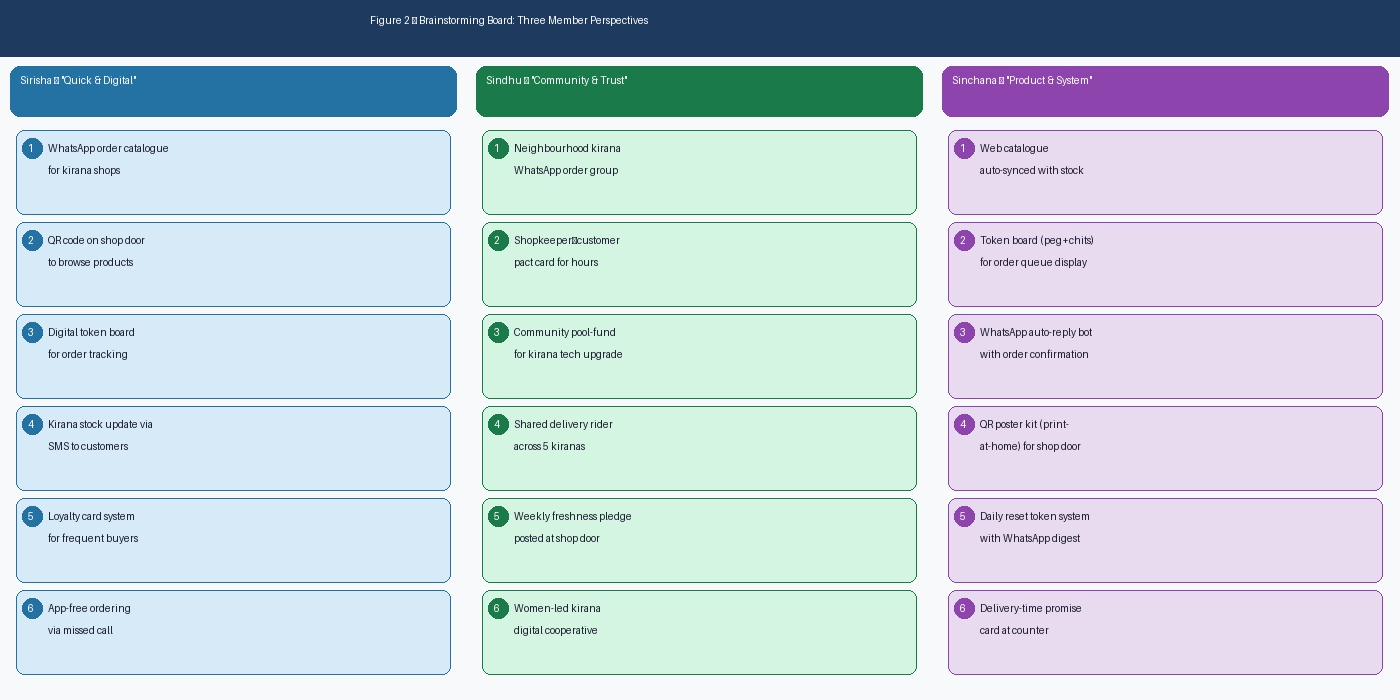 Figure 2 ☒ Brainstorming Board: Three Member Perspectives
Sirisha ☒ "Quick & Digital"
1 WhatsApp order catalogue
for kirana shops
2 QR code on shop door
to browse products
3 Digital token board
for order tracking
4 Kirana stock update via
SMS to customers
5 Loyalty card system
for frequent buyers
6 App-free ordering
via missed call
Sindhu ☒ "Community & Trust"
1 Neighbourhood kirana
WhatsApp order group
2 Shopkeeper☒customer
pact card for hours
3 Community pool-fund
for kirana tech upgrade
4 Shared delivery rider
across 5 kiranas
5 Weekly freshness pledge
posted at shop door
6 Women-led kirana
digital cooperative
Sinchana ☒ "Product & System"
1 Web catalogue
auto-synced with stock
2 Token board (peg+chits)
for order queue display
3 WhatsApp auto-reply bot
with order confirmation
4 QR poster kit (print-
at-home) for shop door
5 Daily reset token system
with WhatsApp digest
6 Delivery-time promise
card at counter